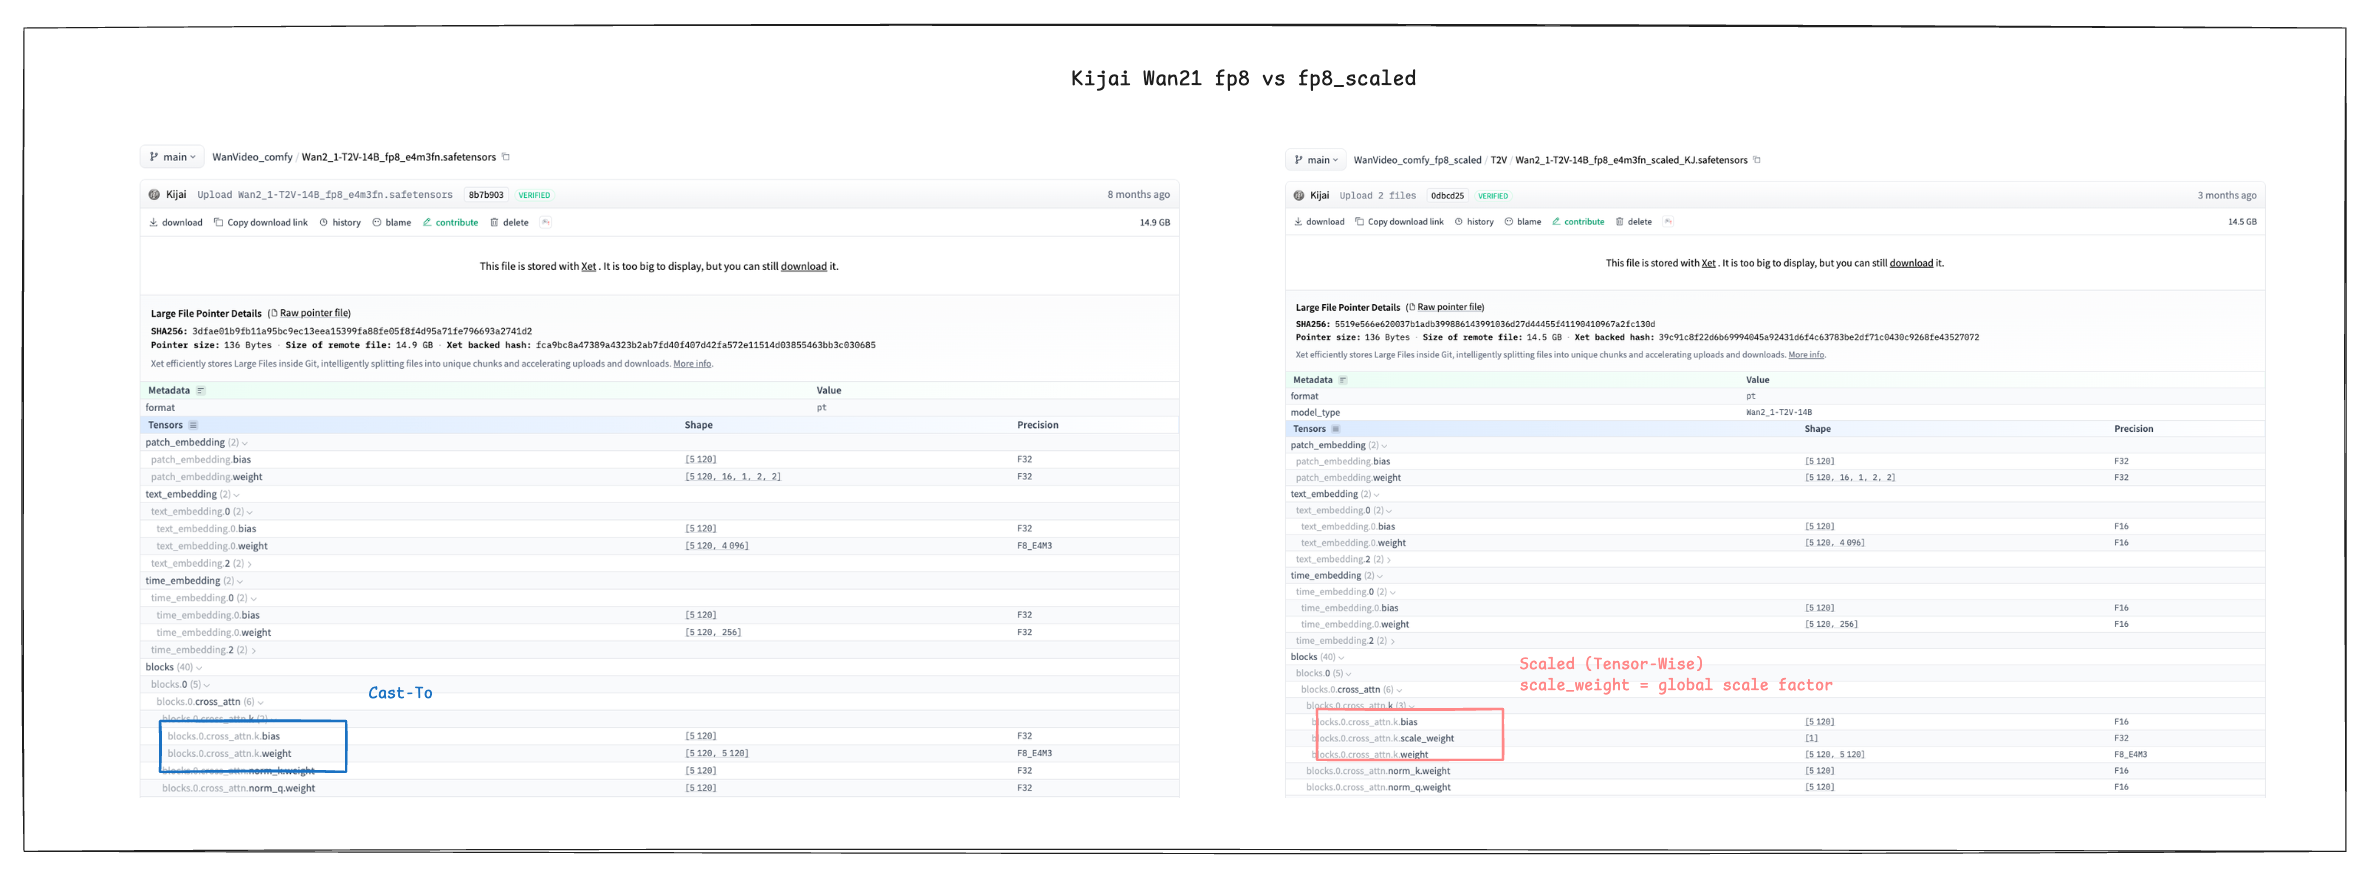 Kijai Wan21 fp8 vs fp8_scaled
main WanVideo_comfy / Wan2_1-T2V-14B_fp8_e4m3fn.safetensors
Kijai Upload Wan2_1-T2V-14B_fp8_e4m3fn.safetensors 8b7b903 VERIFIED 8 months ago
download Copy download link history blame contribute delete 14.9 GB
This file is stored with Xet . It is too big to display, but you can still download it.
Large File Pointer Details ( Raw pointer file)
SHA256: 3dfae01b9fb11a95bc9ec13eea15399fa88fe05f8f4d95a71fe796693a2741d2
Pointer size: 136 Bytes · Size of remote file: 14.9 GB · Xet backed hash: fca9bc8a47389a4323b2ab7fd40f407d42fa572e11514d03855463bb3c030685
Xet efficiently stores Large Files inside Git, intelligently splitting files into unique chunks and accelerating uploads and downloads. More info.
Metadata Value
format pt
Tensors Shape Precision
patch_embedding (2)
patch_embedding.bias [5 120] F32
patch_embedding.weight [5 120, 16, 1, 2, 2] F32
text_embedding (2)
text_embedding.0 (2)
text_embedding.0.bias [5 120] F32
text_embedding.0.weight [5 120, 4 096] F8_E4M3
text_embedding.2 (2)
time_embedding (2)
time_embedding.0 (2)
time_embedding.0.bias [5 120] F32
time_embedding.0.weight [5 120, 256] F32
time_embedding.2 (2)
blocks (40)
blocks.0 (5)
Cast-To
blocks.0.cross_attn (6)
blocks.0.cross_attn.k (2)
blocks.0.cross_attn.k.bias [5 120] F32
blocks.0.cross_attn.k.weight [5 120, 5 120] F8_E4M3
blocks.0.cross_attn.norm_k.weight [5 120] F32
blocks.0.cross_attn.norm_q.weight [5 120] F32
main WanVideo_comfy_fp8_scaled / T2V / Wan2_1-T2V-14B_fp8_e4m3fn_scaled_KJ.safetensors
Kijai Upload 2 files 0dbcd25 VERIFIED 3 months ago
download Copy download link history blame contribute delete 14.5 GB
This file is stored with Xet . It is too big to display, but you can still download it.
Large File Pointer Details ( Raw pointer file)
SHA256: 5519e566e620037b1adb399886143991036d27d44455f41190410967a2fc130d
Pointer size: 136 Bytes · Size of remote file: 14.5 GB · Xet backed hash: 39c91c8f22d6b69994045a92431d6f4c63783be2df71c0430c9268fe43527072
Xet efficiently stores Large Files inside Git, intelligently splitting files into unique chunks and accelerating uploads and downloads. More info.
Metadata Value
format pt
model_type Wan2_1-T2V-14B
Tensors Shape Precision
patch_embedding (2)
patch_embedding.bias [5 120] F32
patch_embedding.weight [5 120, 16, 1, 2, 2] F32
text_embedding (2)
text_embedding.0 (2)
text_embedding.0.bias [5 120] F16
text_embedding.0.weight [5 120, 4 096] F16
text_embedding.2 (2)
time_embedding (2)
time_embedding.0 (2)
time_embedding.0.bias [5 120] F16
time_embedding.0.weight [5 120, 256] F16
time_embedding.2 (2)
blocks (40)
Scaled (Tensor-Wise)
blocks.0 (5)
scale_weight = global scale factor
blocks.0.cross_attn (6)
blocks.0.cross_attn.k (3)
blocks.0.cross_attn.k.bias [5 120] F16
blocks.0.cross_attn.k.scale_weight [1] F32
blocks.0.cross_attn.k.weight [5 120, 5 120] F8_E4M3
blocks.0.cross_attn.norm_k.weight [5 120] F16
blocks.0.cross_attn.norm_q.weight [5 120] F16